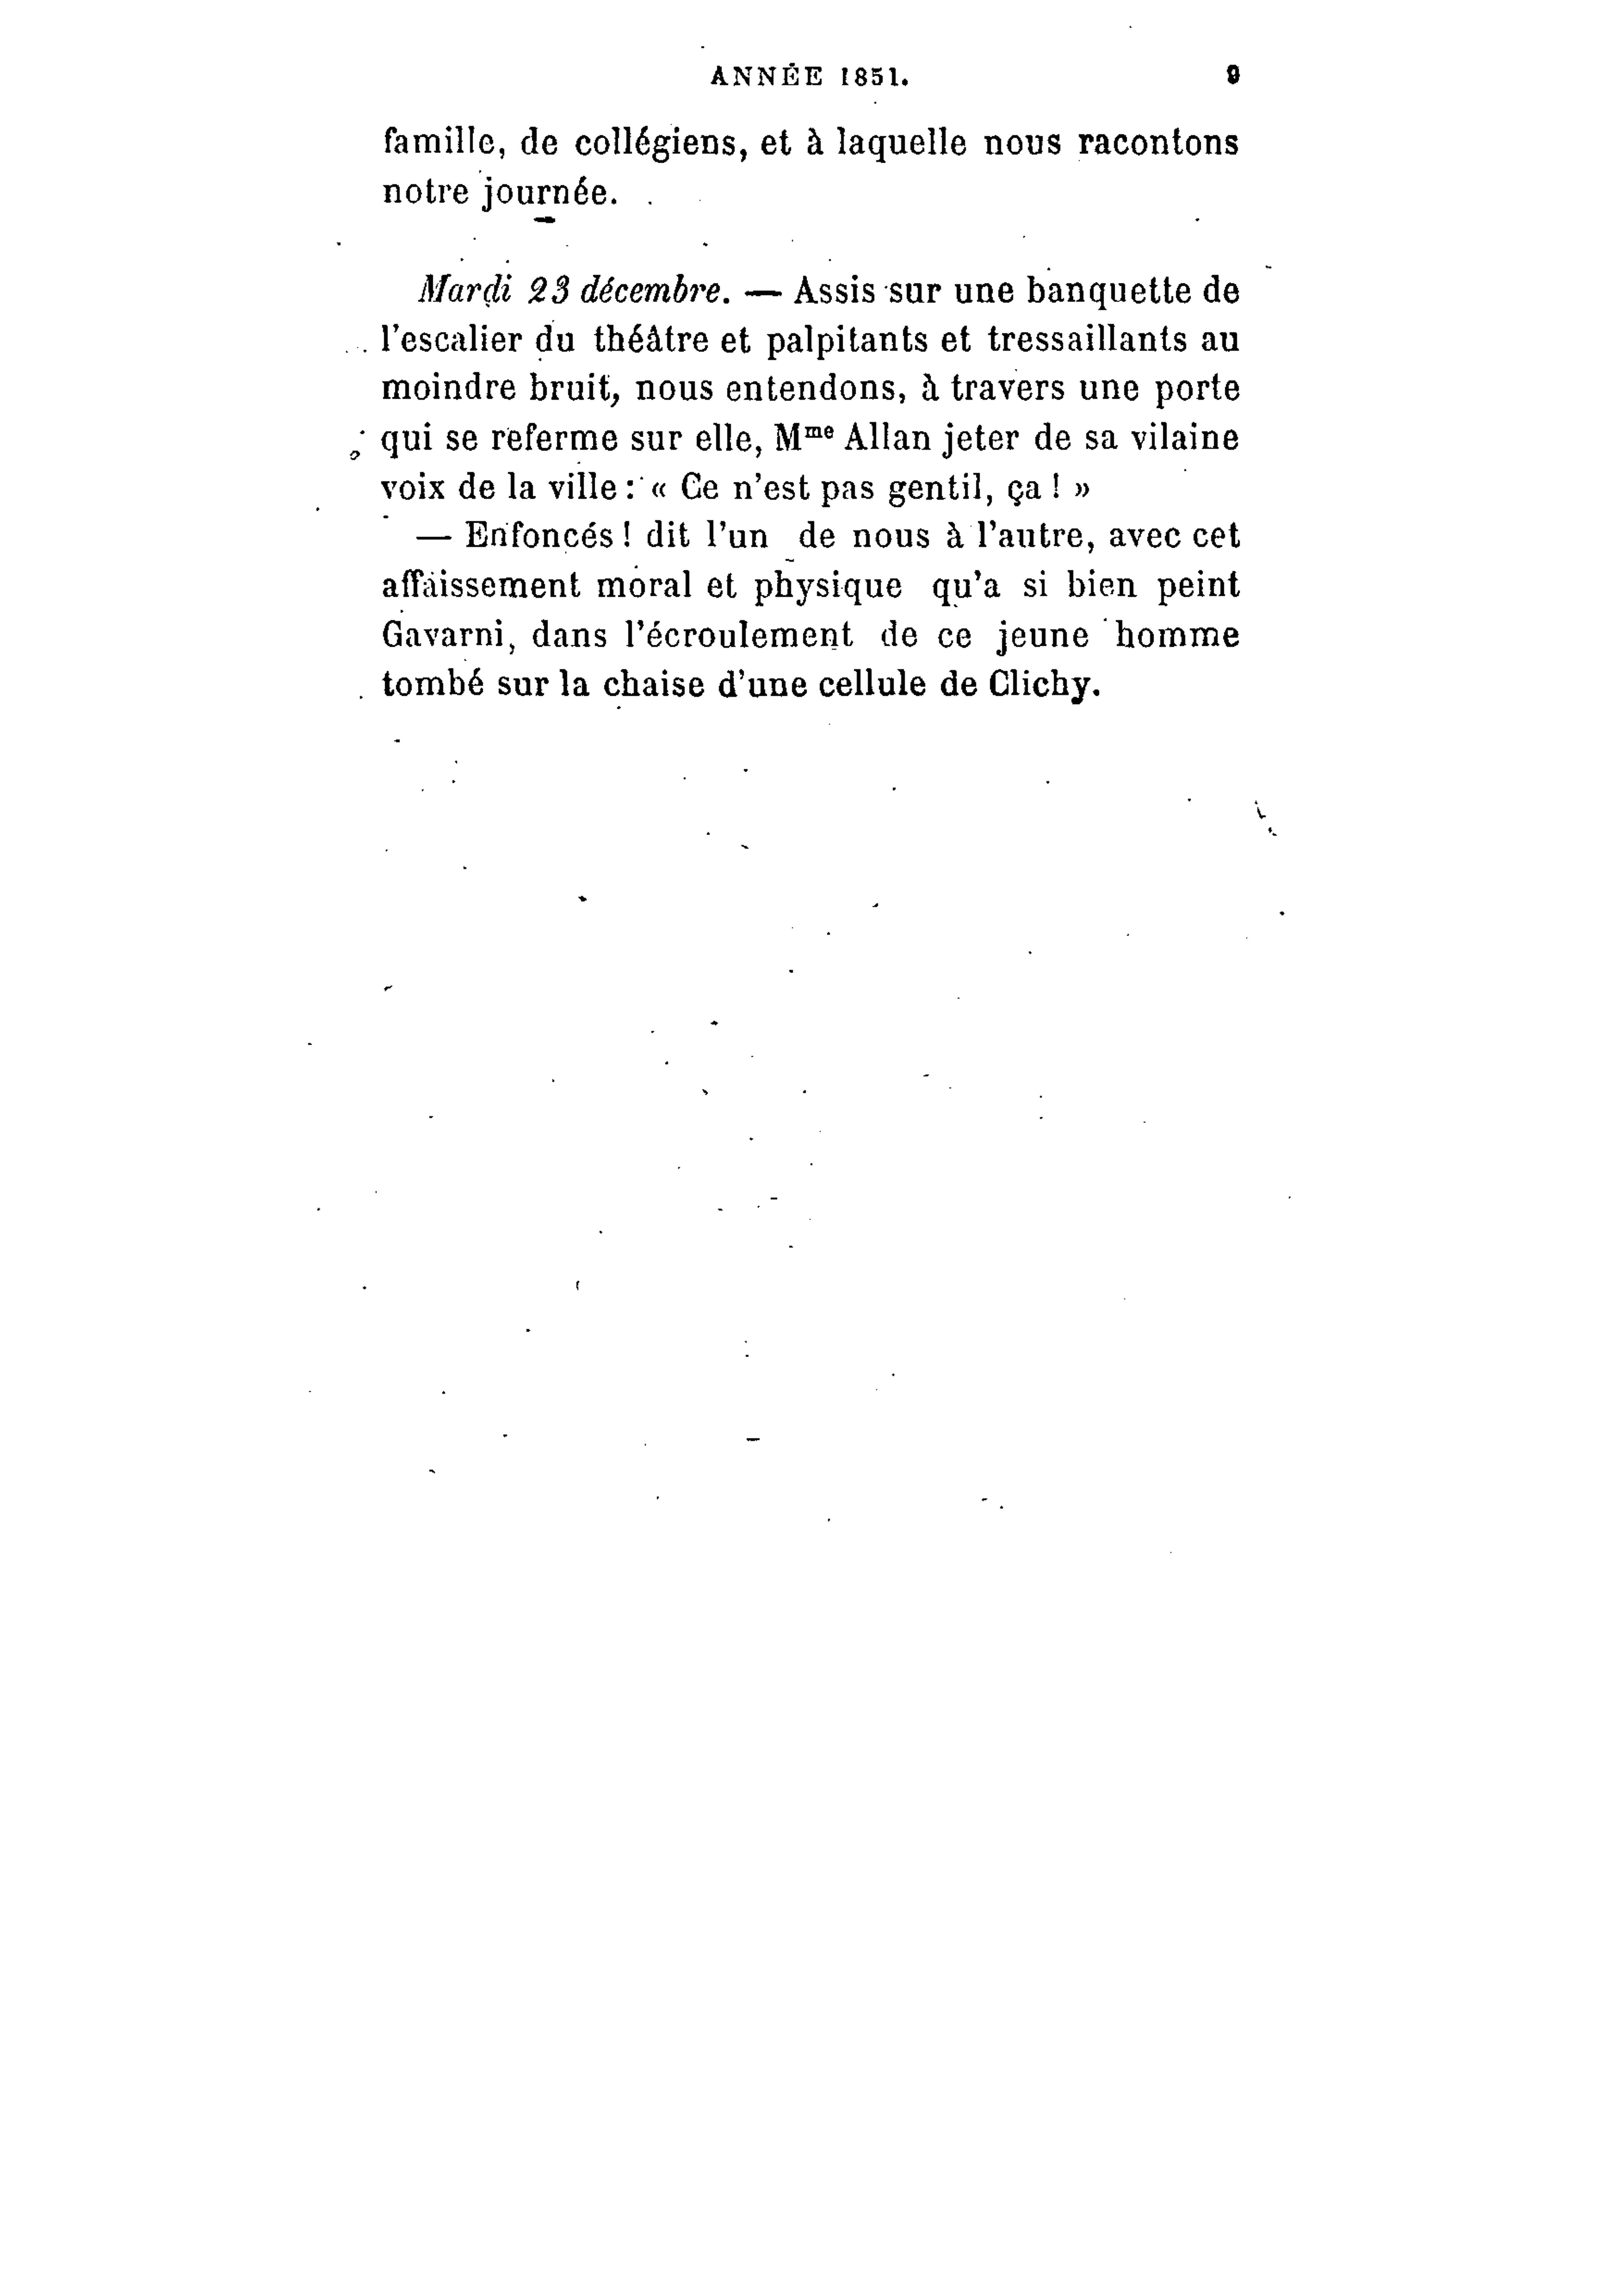 ANNÉE 1851. 9
famille, de collégiens, et à laquelle nous racontons
notre journée.
Mardi 23 décembre. — Assis sur une banquette de
l'escalier du théâtre et palpitants et tressaillants au
moindre bruit, nous entendons, à travers une porte
qui se referme sur elle, Mme Allan jeter de sa vilaine
voix de la ville : « Ce n'est pas gentil, ça ! »
— Enfoncés ! dit l'un de nous à l'autre, avec cet
affaissement moral et physique qu'a si bien peint
Gavarni, dans l'écroulement de ce jeune homme
tombé sur la chaise d'une cellule de Clichy.